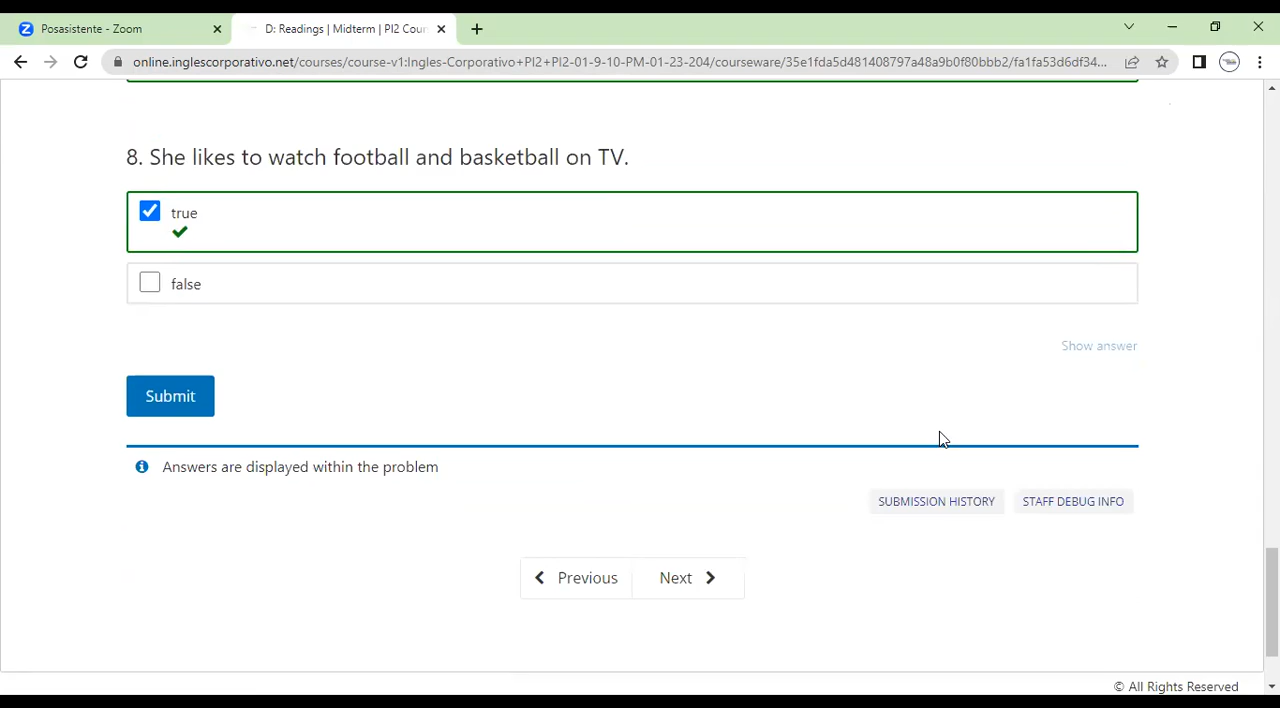 Posasistente - Zoom
D: Readings | Midterm | PI2 Cour
online.inglescorporativo.net/courses/course-v1:Ingles-Corporativo+PI2+PI2-01-9-10-PM-01-23-204/courseware/35e1fda5d481408797a48a9b0f80bbb2/fa1fa53d6df34...
8. She likes to watch football and basketball on TV.
true
false
Show answer
Submit
Answers are displayed within the problem
SUBMISSION HISTORY
STAFF DEBUG INFO
Previous
Next
© All Rights Reserved